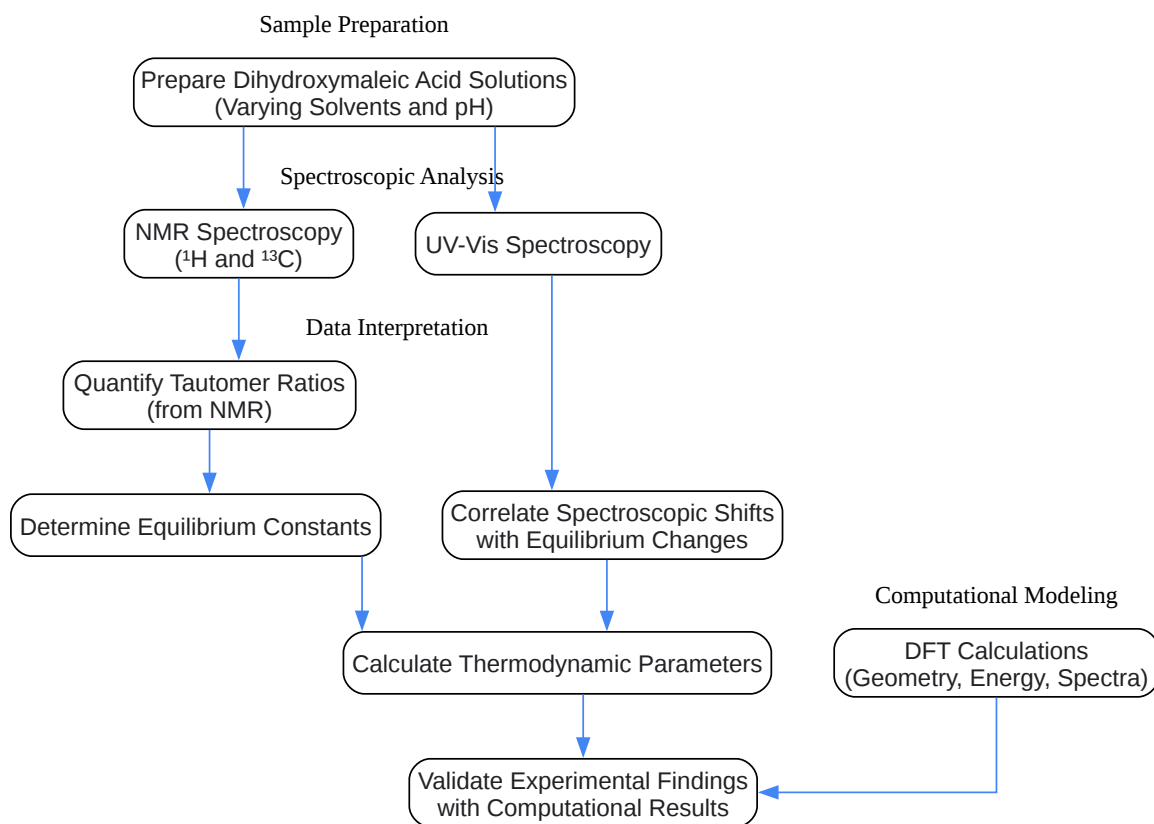 Sample Preparation
Prepare Dihydroxymaleic Acid Solutions
(Varying Solvents and pH)
Spectroscopic Analysis
NMR Spectroscopy
(¹H and ¹³C)
UV-Vis Spectroscopy
Data Interpretation
Quantify Tautomer Ratios
(from NMR)
Determine Equilibrium Constants
Correlate Spectroscopic Shifts
with Equilibrium Changes
Computational Modeling
Calculate Thermodynamic Parameters
DFT Calculations
(Geometry, Energy, Spectra)
Validate Experimental Findings
with Computational Results